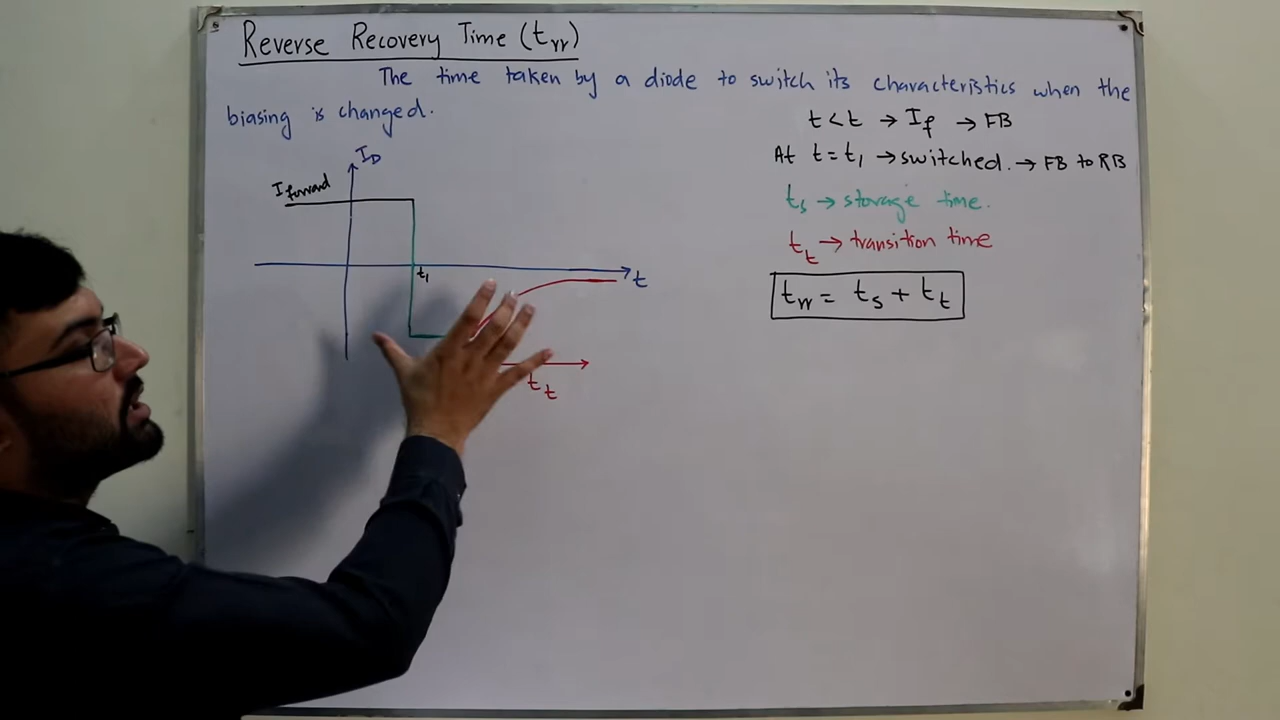 Reverse Recovery Time (trr)
The time taken by a diode to switch its characteristics when the
biasing is changed.
t < t → If → FB
At t = t1 → switched. → FB to RB
ts → storage time.
tt → transition time
trr = ts + tt
ID
Iforward
t1
t
tt